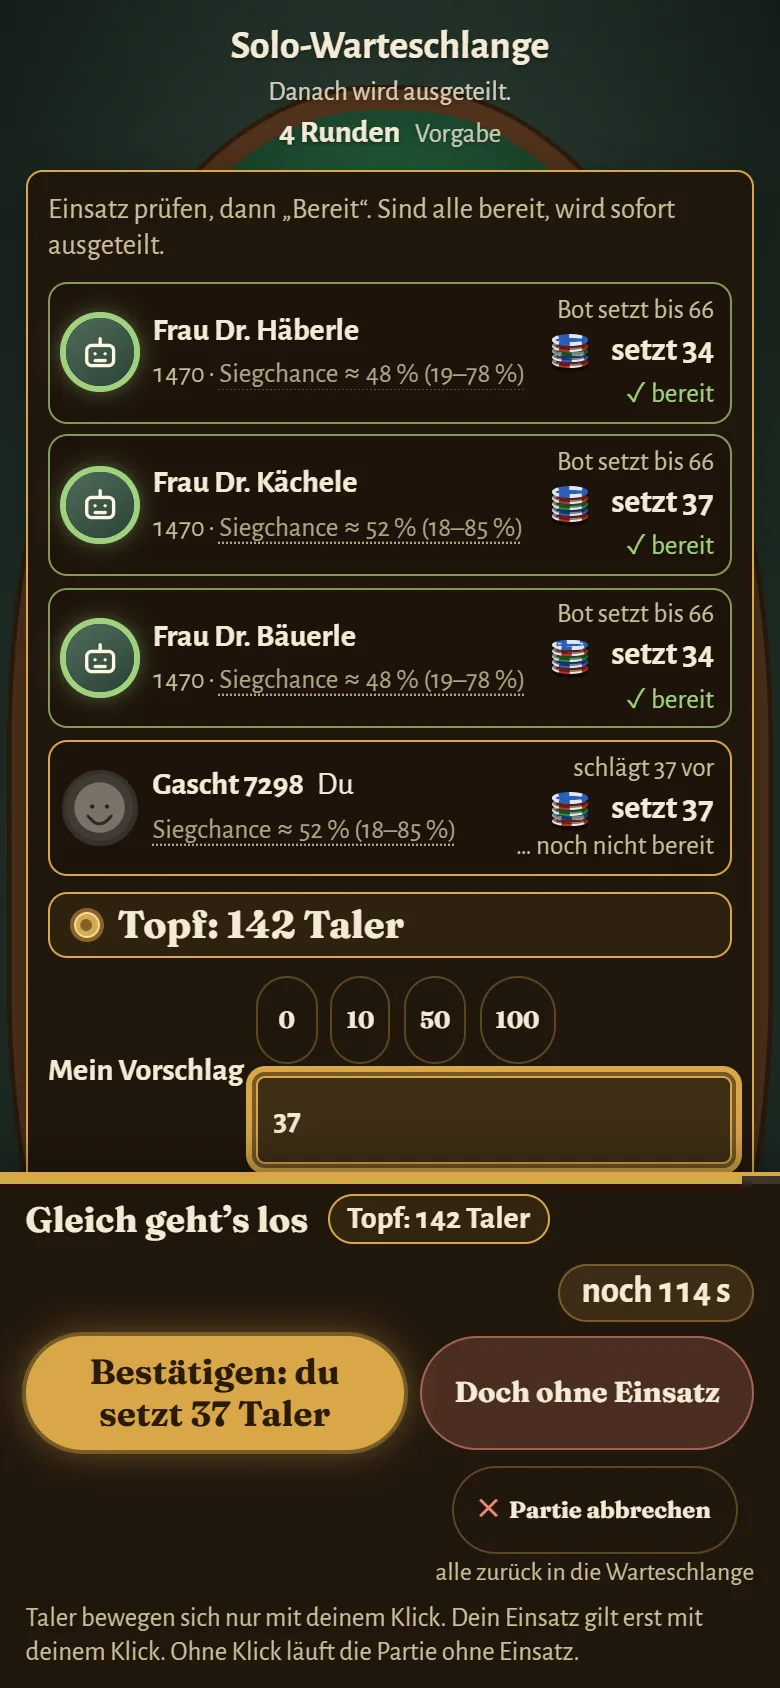 Solo-Warteschlange
Danach wird ausgeteilt.
4 Runden Vorgabe
Einsatz prüfen, dann „Bereit“. Sind alle bereit, wird sofort
ausgeteilt.
Frau Dr. Häberle
1470 · Siegchance ≈ 48 % (19–78 %)
Bot setzt bis 66
setzt 34
✓ bereit
Frau Dr. Kächele
1470 · Siegchance ≈ 52 % (18–85 %)
Bot setzt bis 66
setzt 37
✓ bereit
Frau Dr. Bäuerle
1470 · Siegchance ≈ 48 % (19–78 %)
Bot setzt bis 66
setzt 34
✓ bereit
Gascht 7298 Du
Siegchance ≈ 52 % (18–85 %)
schlägt 37 vor
setzt 37
... noch nicht bereit
Topf: 142 Taler
0 10 50 100
Mein Vorschlag
37
Gleich geht’s los Topf: 142 Taler
noch 114 s
Bestätigen: du
setzt 37 Taler
Doch ohne Einsatz
✕ Partie abbrechen
alle zurück in die Warteschlange
Taler bewegen sich nur mit deinem Klick. Dein Einsatz gilt erst mit
deinem Klick. Ohne Klick läuft die Partie ohne Einsatz.